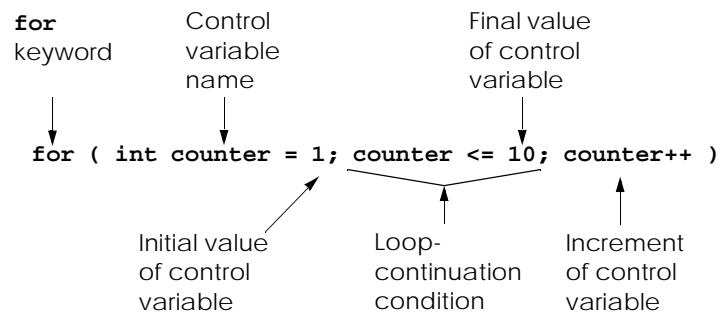 for
keyword
Control
variable
name
Final value
of control
variable
for ( int counter = 1; counter <= 10; counter++ )
Initial value
of control
variable
Loop-
continuation
condition
Increment
of control
variable